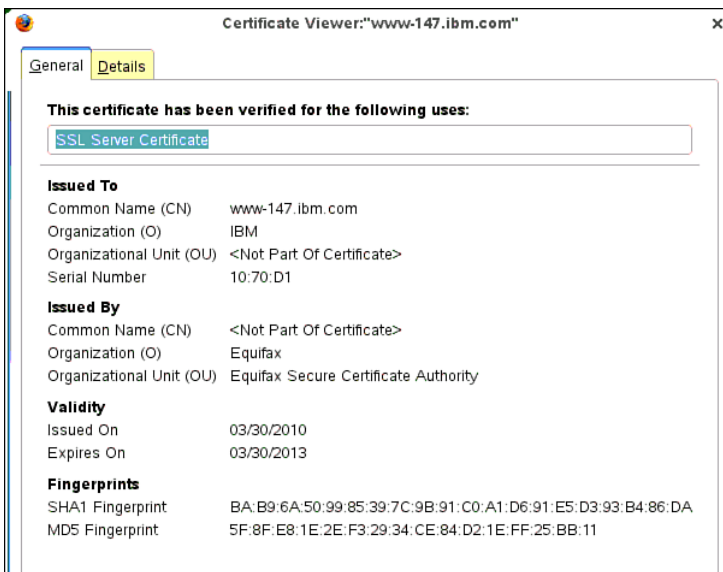 Certificate Viewer:"www-147.ibm.com"
General Details
This certificate has been verified for the following uses:
SSL Server Certificate
Issued To
Common Name (CN) www-147.ibm.com
Organization (O) IBM
Organizational Unit (OU) <Not Part Of Certificate>
Serial Number 10:70:D1
Issued By
Common Name (CN) <Not Part Of Certificate>
Organization (O) Equifax
Organizational Unit (OU) Equifax Secure Certificate Authority
Validity
Issued On 03/30/2010
Expires On 03/30/2013
Fingerprints
SHA1 Fingerprint BA:B9:6A:50:99:85:39:7C:9B:91:C0:A1:D6:91:E5:D3:93:B4:86:DA
MD5 Fingerprint 5F:8F:E8:1E:2E:F3:29:34:CE:84:D2:1E:FF:25:BB:11